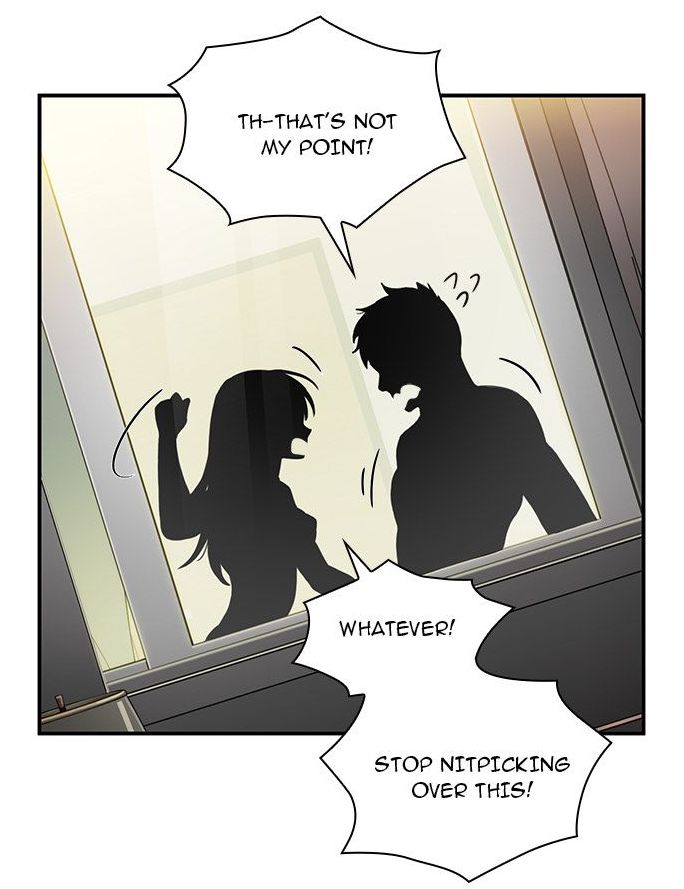 TH-THAT'S NOT
MY POINT!
WHATEVER!
STOP NITPICKING
OVER THIS!